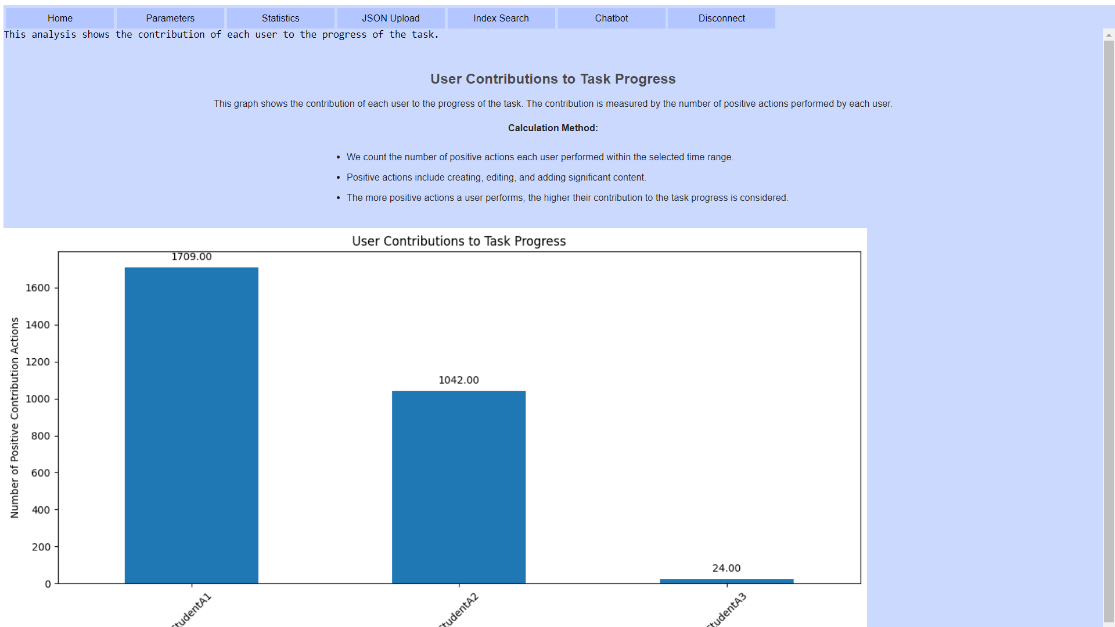 Home Parameters Statistics JSON Upload Index Search Chatbot Disconnect
This analysis shows the contribution of each user to the progress of the task.
User Contributions to Task Progress
This graph shows the contribution of each user to the progress of the task. The contribution is measured by the number of positive actions performed by each user.
Calculation Method:
• We count the number of positive actions each user performed within the selected time range.
• Positive actions include creating, editing, and adding significant content.
• The more positive actions a user performs, the higher their contribution to the task progress is considered.
User Contributions to Task Progress
Number of Positive Contribution Actions
1600
1400
1200
1000
800
600
400
200
0
1709.00
1042.00
24.00
tudentA1
tudentA2
tudentA3